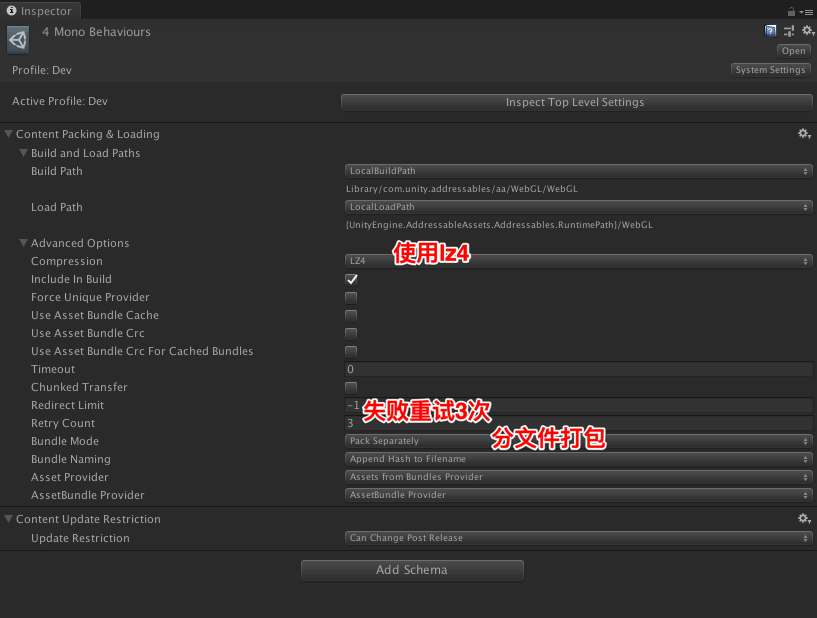 Inspector
4 Mono Behaviours
Open
Profile: Dev
System Settings
Active Profile: Dev
Inspect Top Level Settings
Content Packing & Loading
Build and Load Paths
Build Path
LocalBuildPath
Library/com.unity.addressables/aa/WebGL/WebGL
Load Path
LocalLoadPath
{UnityEngine.AddressableAssets.Addressables.RuntimePath}/WebGL
Advanced Options
使用lz4
Compression
LZ4
Include In Build
Force Unique Provider
Use Asset Bundle Cache
Use Asset Bundle Crc
Use Asset Bundle Crc For Cached Bundles
Timeout
0
Chunked Transfer
Redirect Limit
-1
失败重试3次
Retry Count
3
Bundle Mode
Pack Separately
分文件打包
Bundle Naming
Append Hash to Filename
Asset Provider
Assets from Bundles Provider
AssetBundle Provider
AssetBundle Provider
Content Update Restriction
Update Restriction
Can Change Post Release
Add Schema